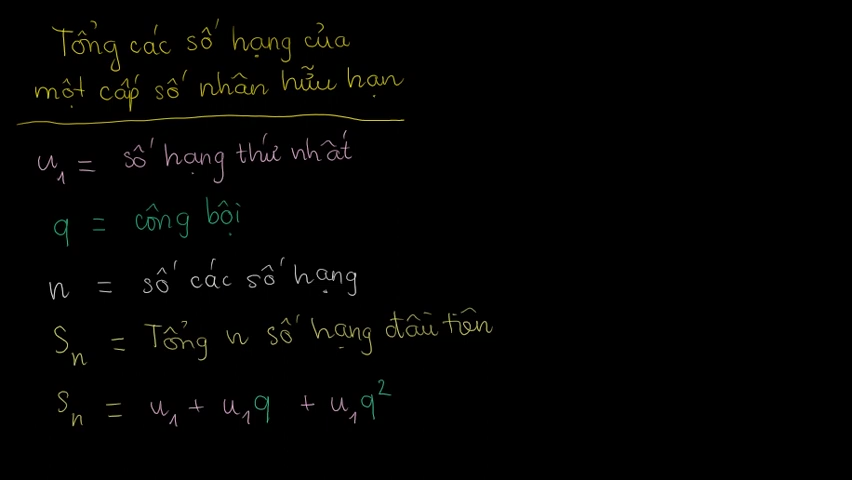 Tổng các số hạng của
một cấp số nhân hữu hạn
u₁ = số hạng thứ nhất
q = công bội
n = số các số hạng
Sₙ = Tổng n số hạng đầu tiên
Sₙ = u₁ + u₁q + u₁q²